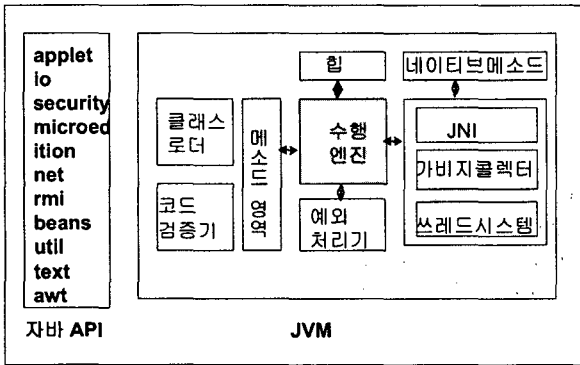 applet
io
security
microed
ition
net
rmi
beans
util
text
awt
자바 API
힙
네이티브메소드
클래스
로더
메소드 영역
수행
엔진
JNI
가비지콜렉터
코드
검증기
예외
처리기
쓰레드시스템
JVM